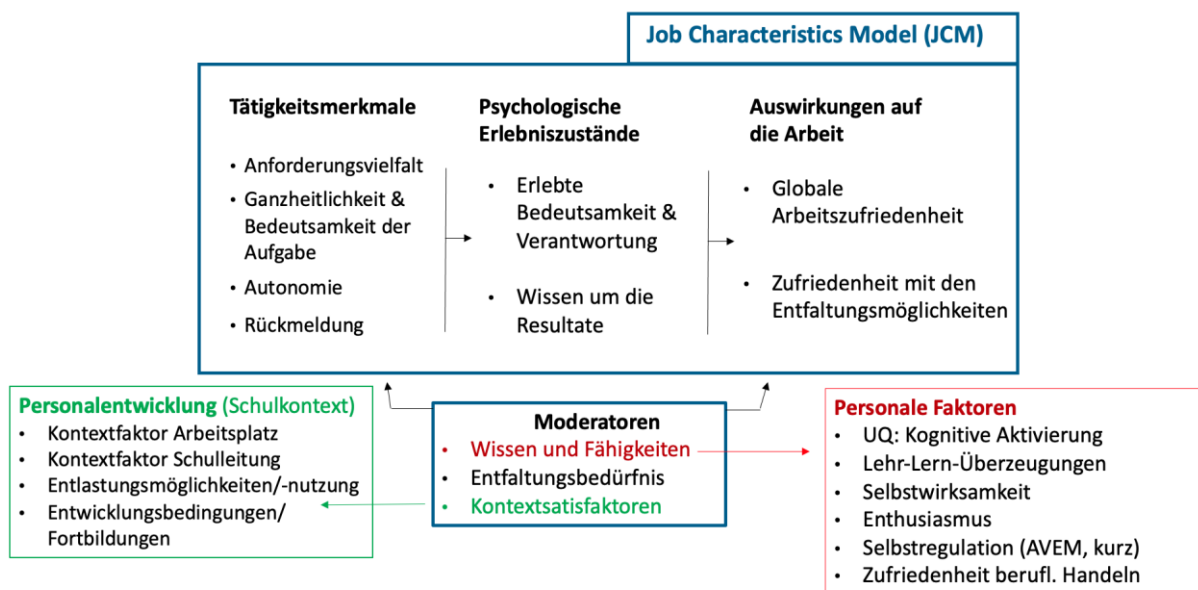 Job Characteristics Model (JCM)
Tätigkeitsmerkmale
• Anforderungsvielfalt
• Ganzheitlichkeit &
Bedeutsamkeit der
Aufgabe
• Autonomie
• Rückmeldung
Psychologische
Erlebniszustände
• Erlebte
Bedeutsamkeit &
Verantwortung
• Wissen um die
Resultate
Auswirkungen auf
die Arbeit
• Globale
Arbeitszufriedenheit
• Zufriedenheit mit den
Entfaltungsmöglichkeiten
Personalentwicklung (Schulkontext)
• Kontextfaktor Arbeitsplatz
• Kontextfaktor Schulleitung
• Entlastungsmöglichkeiten/-nutzung
• Entwicklungsbedingungen/
Fortbildungen
Moderatoren
• Wissen und Fähigkeiten
• Entfaltungsbedürfnis
• Kontextsatisfaktoren
Personale Faktoren
• UQ: Kognitive Aktivierung
• Lehr-Lern-Überzeugungen
• Selbstwirksamkeit
• Enthusiasmus
• Selbstregulation (AVEM, kurz)
• Zufriedenheit berufl. Handeln